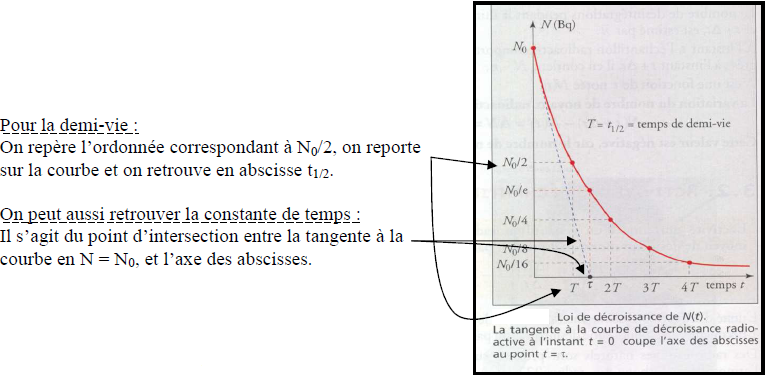 Pour la demi-vie :
On repère l'ordonnée correspondant à N₀/2, on reporte
sur la courbe et on retrouve en abscisse t₁/₂.
On peut aussi retrouver la constante de temps :
Il s'agit du point d'intersection entre la tangente à la
courbe en N = N₀, et l'axe des abscisses.
N (Bq)
N₀
T = t₁/₂ = temps de demi-vie
N₀/2
N₀/e
N₀/4
N₀/8
N₀/16
T τ 2T 3T 4T temps t
Loi de décroissance de N(t).
La tangente à la courbe de décroissance radio-
active à l'instant t = 0 coupe l'axe des abscisses
au point t = τ.